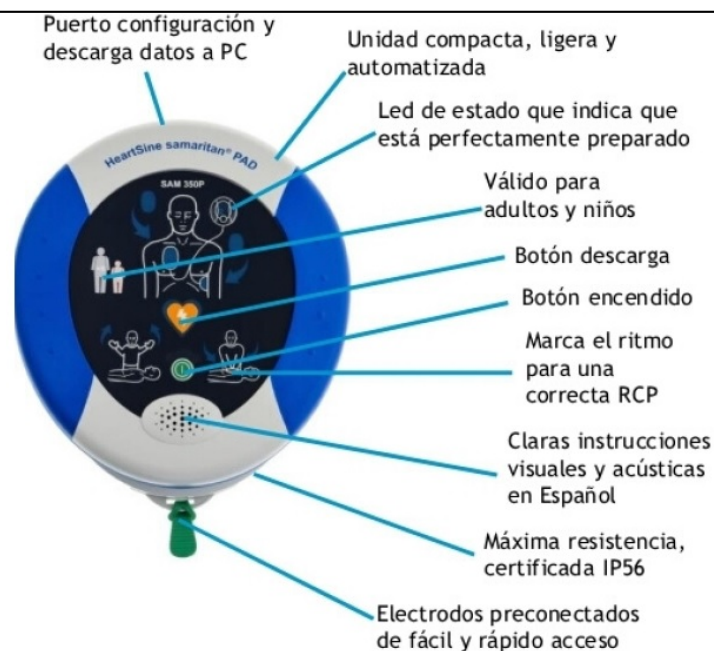 Puerto configuración y
descarga datos a PC
Unidad compacta, ligera y
automatizada
Led de estado que indica que
está perfectamente preparado
HeartSine samaritan® PAD
SAM 350P
Válido para
adultos y niños
Botón descarga
Botón encendido
Marca el ritmo
para una
correcta RCP
Claras instrucciones
visuales y acústicas
en Español
Máxima resistencia,
certificada IP56
Electrodos preconectados
de fácil y rápido acceso